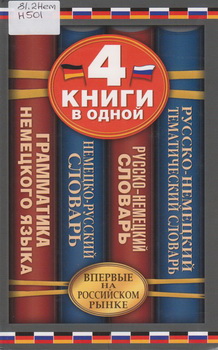 81.2Нем
Н501
4
КНИГИ
В ОДНОЙ
ГРАММАТИКА
НЕМЕЦКОГО ЯЗЫКА
НЕМЕЦКО-РУССКИЙ
СЛОВАРЬ
РУССКО-НЕМЕЦКИЙ
СЛОВАРЬ
РУССКО-НЕМЕЦКИЙ
ТЕМАТИЧЕСКИЙ СЛОВАРЬ
ВПЕРВЫЕ
НА
РОССИЙСКОМ
РЫНКЕ